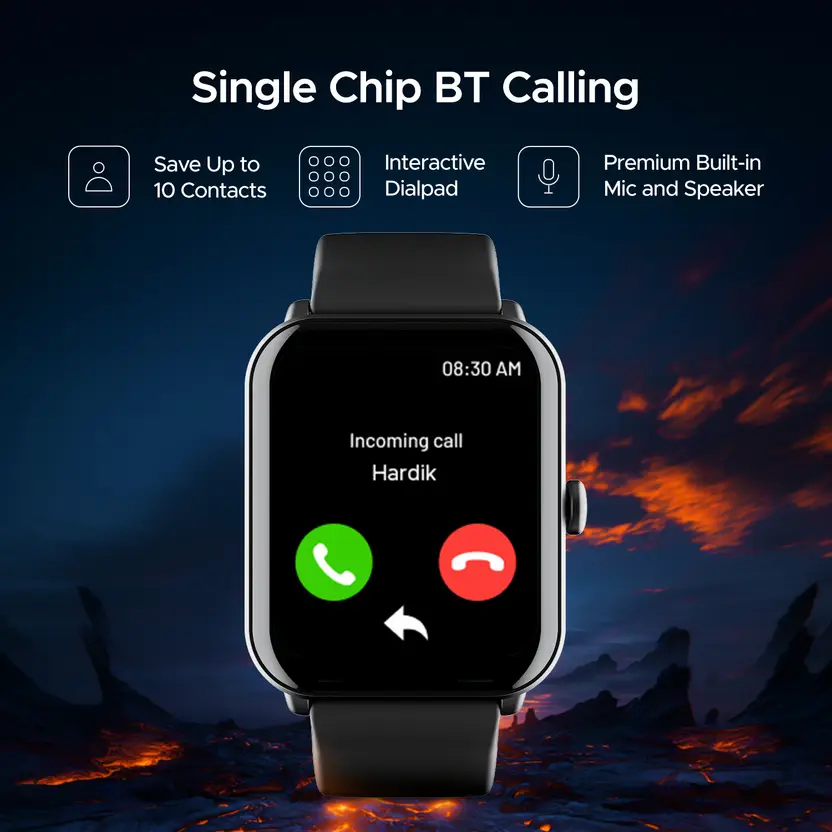 Single Chip BT Calling
Save Up to
10 Contacts
Interactive
Dialpad
Premium Built-in
Mic and Speaker
08:30 AM
Incoming call
Hardik